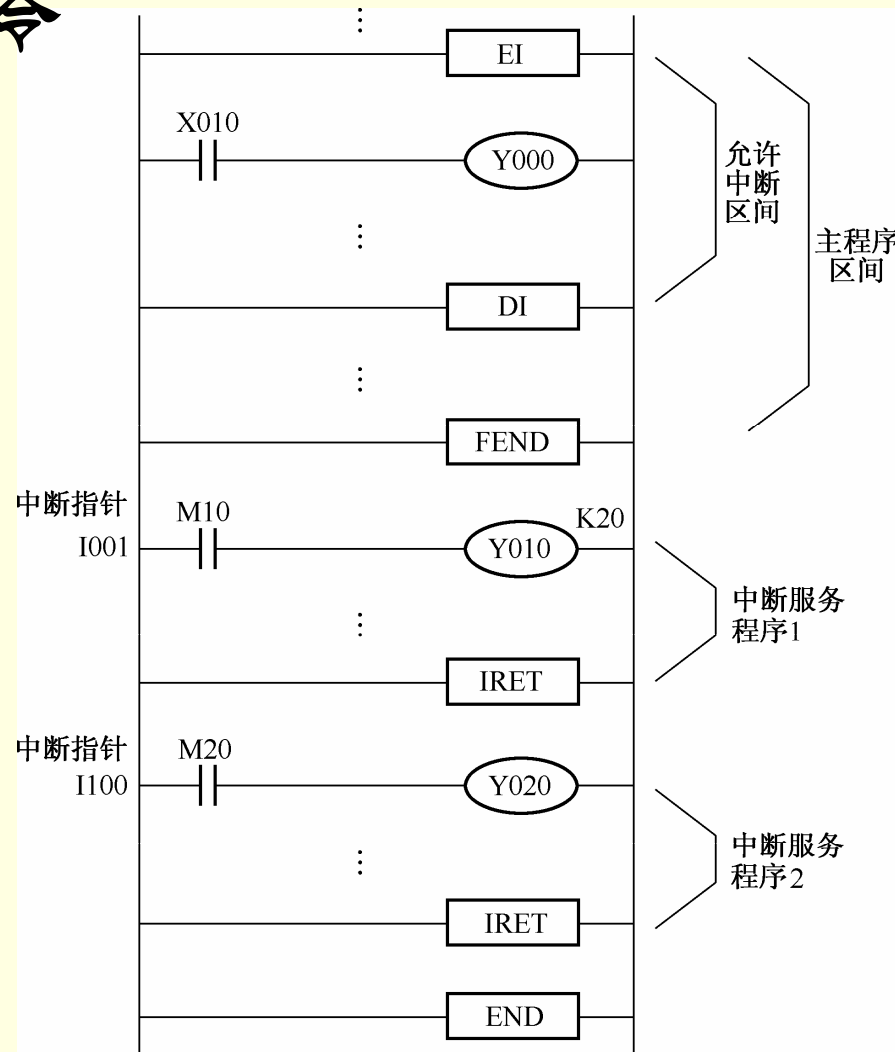 令
EI
X010
Y000
允许
中断
区间
主程序
区间
DI
FEND
中断指针
I001
M10
Y010
K20
中断服务
程序1
IRET
中断指针
I100
M20
Y020
中断服务
程序2
IRET
END